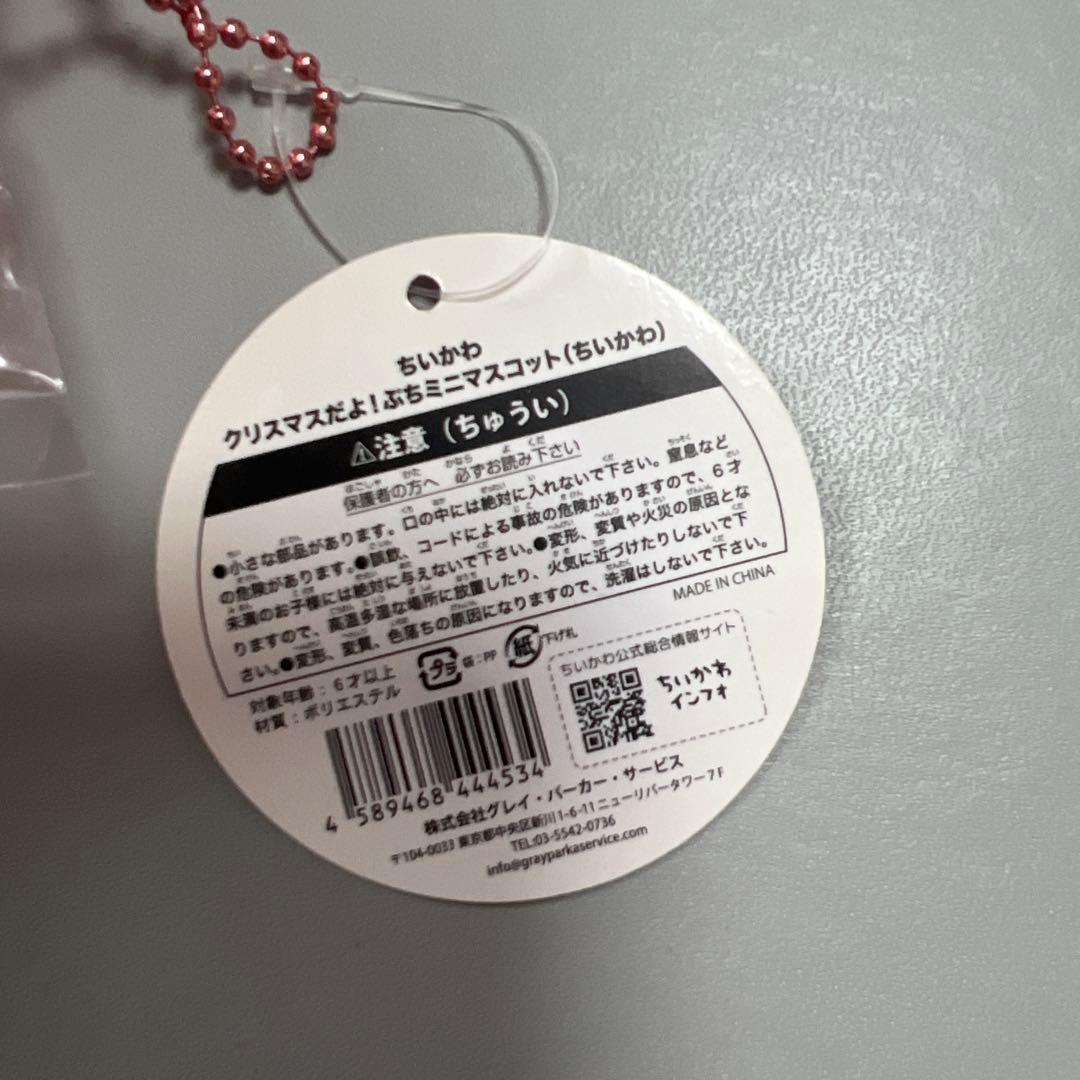 ちいかわ
クリスマスだよ！ぷちミニマスコット（ちいかわ）
⚠注意（ちゅうい）
保護者の方へ 必ずお読み下さい
●小さな部品があります。口の中には絶対に入れないで下さい。窒息など
の危険があります。●誤飲、コードによる事故の危険がありますので、6才
未満のお子様には絶対に与えないで下さい。●変形、変質や火災の原因とな
りますので、高温多湿な場所に放置したり、火気に近づけたりしないで下
さい。●変形、変質、色落ちの原因になりますので、洗濯はしないで下さい。
MADE IN CHINA
対象年齢：6才以上
材質：ポリエステル
プラ 袋：PP 紙 下げ札
ちいかわ公式総合情報サイト
ちいかわ
インフォ
4 589468 444534
株式会社グレイ・パーカー・サービス
〒104-0033 東京都中央区新川1-6-11 ニューリバータワー7F
TEL:03-5542-0736
info@grayparkaservice.com